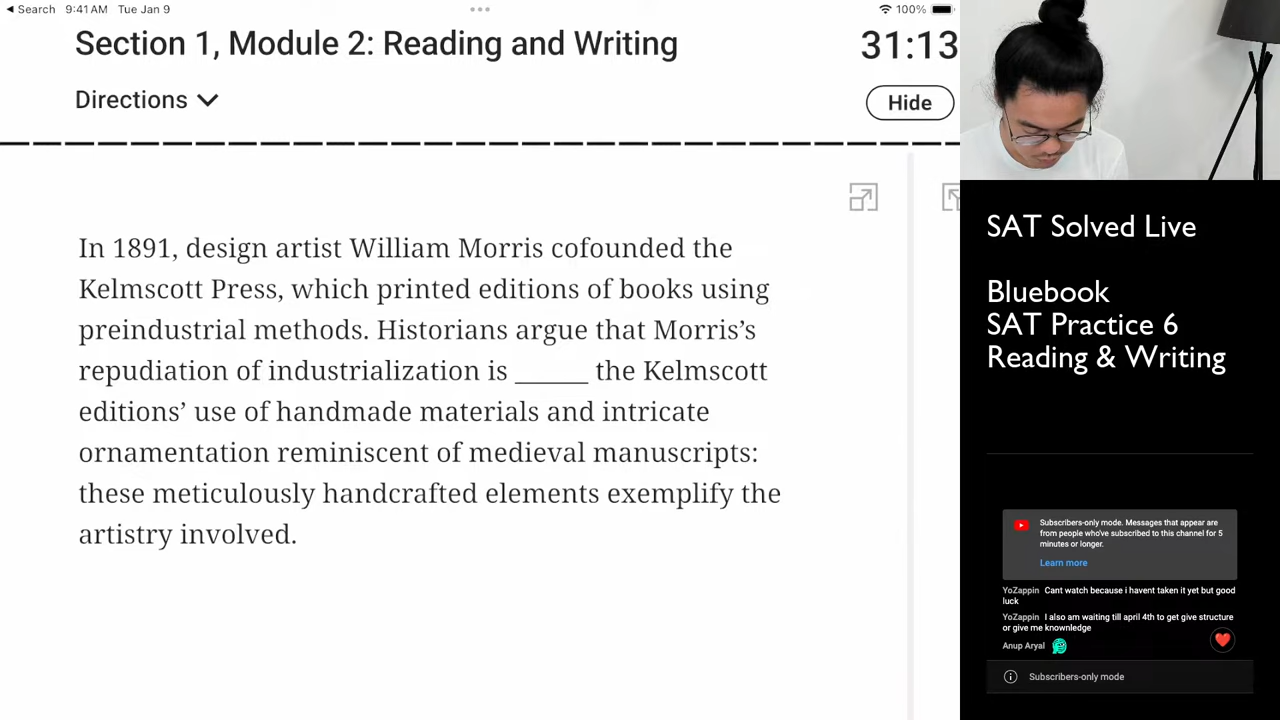 Search 9:41 AM Tue Jan 9 100%
Section 1, Module 2: Reading and Writing
31:13
Directions
Hide
In 1891, design artist William Morris cofounded the
Kelmscott Press, which printed editions of books using
preindustrial methods. Historians argue that Morris’s
repudiation of industrialization is ______ the Kelmscott
editions’ use of handmade materials and intricate
ornamentation reminiscent of medieval manuscripts:
these meticulously handcrafted elements exemplify the
artistry involved.
SAT Solved Live
Bluebook
SAT Practice 6
Reading & Writing
Subscribers-only mode. Messages that appear are
from people who've subscribed to this channel for 5
minutes or longer.
Learn more
YoZappin Cant watch because i havent taken it yet but good
luck
YoZappin I also am waiting till april 4th to get give structure
or give me knownledge
Anup Aryal
Subscribers-only mode